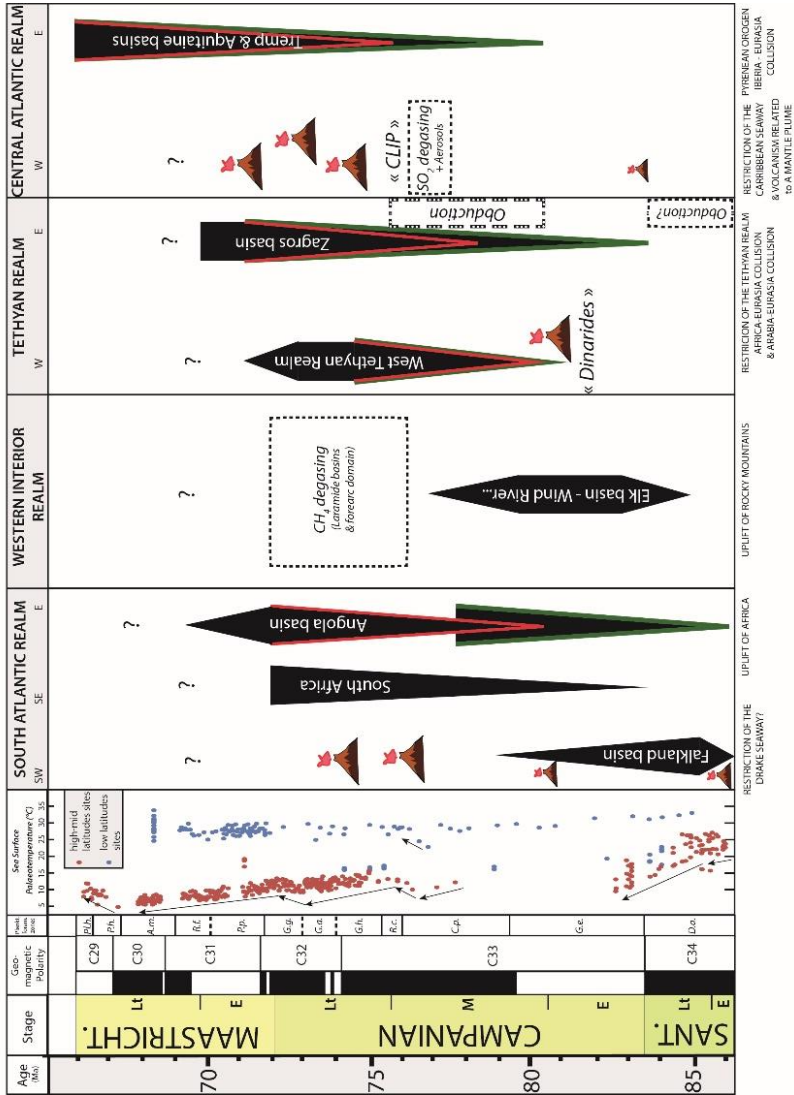 Age
(Ma)
Stage
Geo-
magnetic
Polarity
Plankt.
See Surface
Palaeotemperature (°C)
5 10 15 20 25 30 35
SOUTH ATLANTIC REALM
SW SE E
WESTERN INTERIOR
REALM
TETHYAN REALM
W E
CENTRAL ATLANTIC REALM
W E
70
75
80
85
MAASTRICHT.
CAMPANIAN
SANT.
Lt
E
Lt
M
E
Lt
E
C29
C30
C31
C32
C33
C34
Pl.h.
P.h.
A.m.
R.f.
P.p.
G.g.
G.a.
G.h.
R.c.
C.p.
G.e.
D.a.
high-mid
latitudes sites
low latitudes
sites
?
?
?
Falkland basin
South Africa
Angola basin
?
CH4 degasing
(Laramide basins
& forearc domain)
Elk basin - Wind River...
?
?
West Tethyan Realm
« Dinarides »
Zagros basin
Obduction
Obduction?
?
« CLIP »
SO2 degasing
+ Aerosols
Tremp & Aquitaine basins
RESTRICTION OF THE
DRAKE SEAWAY?
UPLIFT OF AFRICA
UPLIFT OF ROCKY MOUNTAINS
RESTRICION OF THE TETHYAN REALM
AFRICA-EURASIA COLLISION
& ARABIA-EURASIA COLLISION
RESTRICTION OF THE
CARRIBBEAN SEAWAY
& VOLCANISM RELATED
to A MANTLE PLUME
PYRENEAN OROGEN
IBERIA - EURASIA
COLLISION